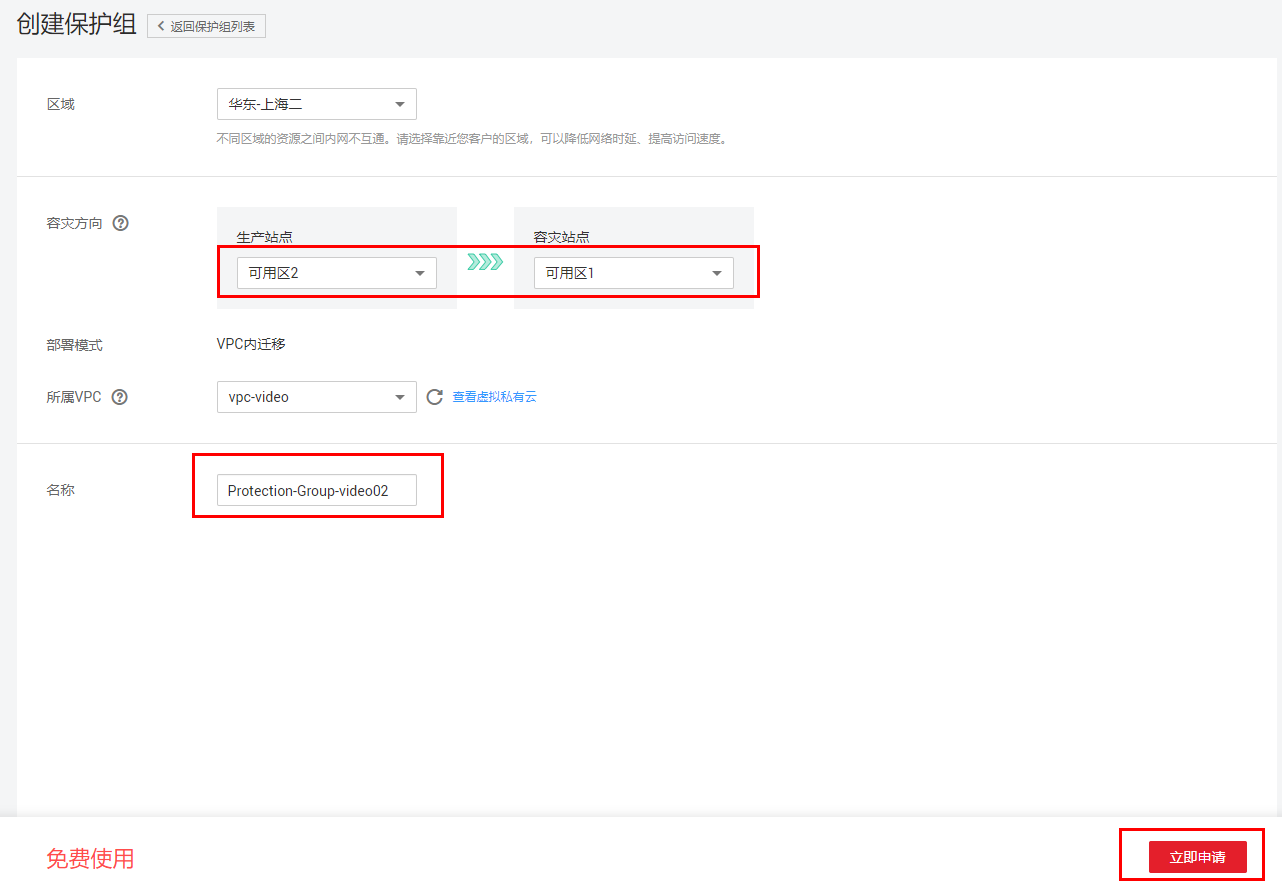 创建保护组 返回保护组列表
区域 华东-上海二
不同区域的资源之间内网不互通。请选择靠近您客户的区域，可以降低网络时延、提高访问速度。
容灾方向
生产站点 容灾站点
可用区2 可用区1
部署模式 VPC内迁移
所属VPC vpc-video 查看虚拟私有云
名称 Protection-Group-video02
免费使用 立即申请